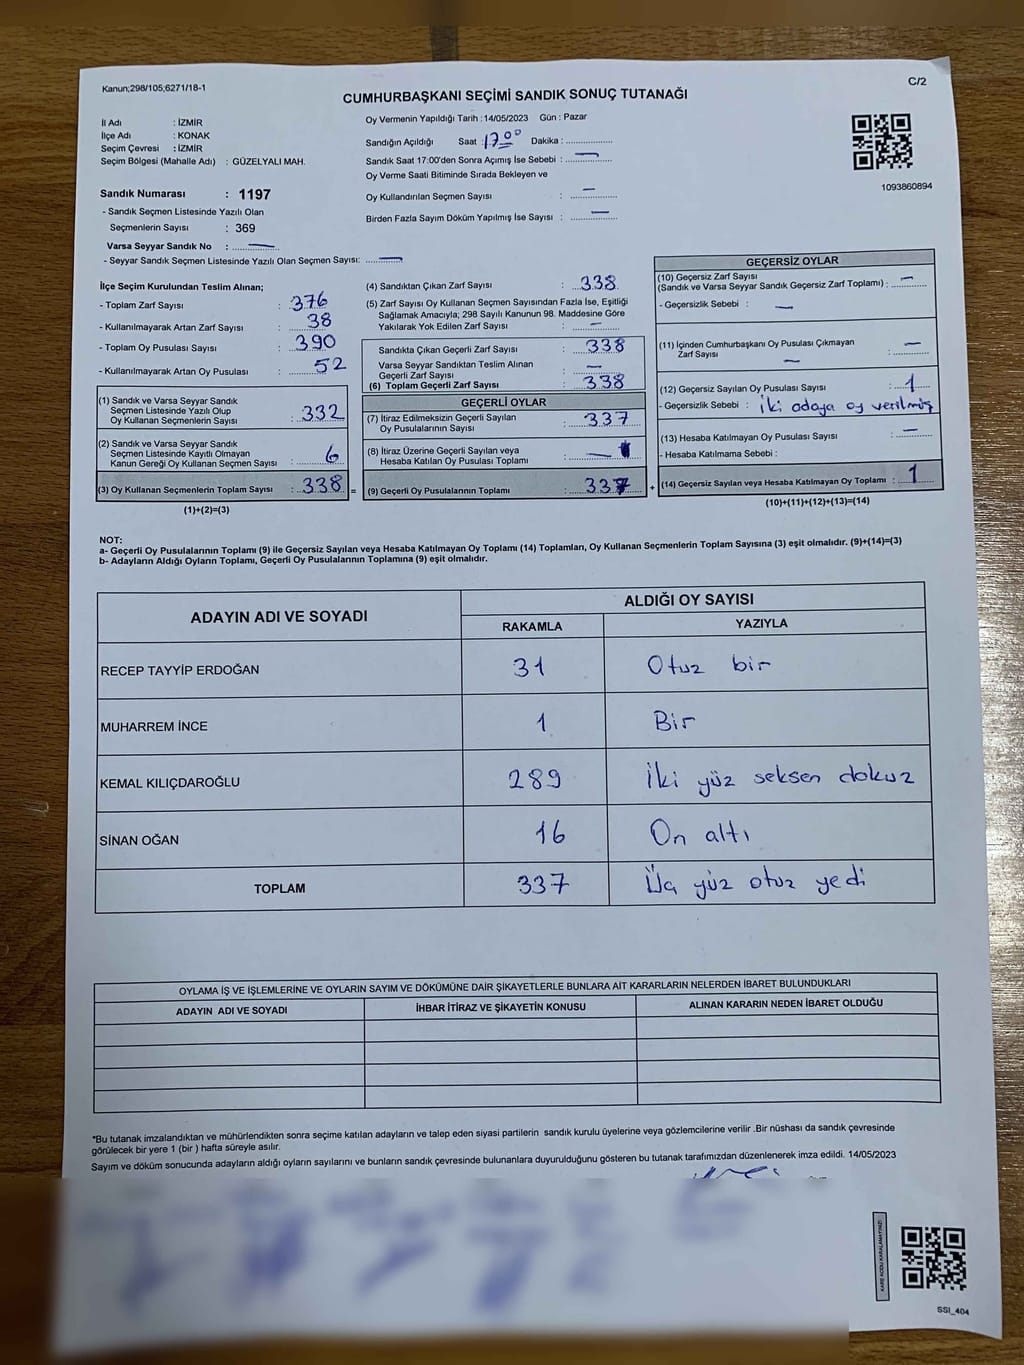 Kanun;298/105;6271/18-1
C/2
CUMHURBAŞKANI SEÇİMİ SANDIK SONUÇ TUTANAĞI
İl Adı : İZMİR
İlçe Adı : KONAK
Seçim Çevresi : İZMİR
Seçim Bölgesi (Mahalle Adı) : GÜZELYALI MAH.
Sandık Numarası : 1197
- Sandık Seçmen Listesinde Yazılı Olan
Seçmenlerin Sayısı : 369
Varsa Seyyar Sandık No : —
- Seyyar Sandık Seçmen Listesinde Yazılı Olan Seçmen Sayısı: —
Oy Vermenin Yapıldığı Tarih : 14/05/2023 Gün : Pazar
Sandığın Açıldığı Saat : 17.00 Dakika : ...............
Sandık Saat 17:00'den Sonra Açımış İse Sebebi : —
Oy Verme Saati Bitiminde Sırada Bekleyen ve
Oy Kullandırılan Seçmen Sayısı : —
Birden Fazla Sayım Döküm Yapılmış İse Sayısı : —
1093860894
İlçe Seçim Kurulundan Teslim Alınan;
- Toplam Zarf Sayısı : 376
- Kullanılmayarak Artan Zarf Sayısı : 38
- Toplam Oy Pusulası Sayısı : 390
- Kullanılmayarak Artan Oy Pusulası : 52
(1) Sandık ve Varsa Seyyar Sandık
Seçmen Listesinde Yazılı Olup
Oy Kullanan Seçmenlerin Sayısı : 332
(2) Sandık ve Varsa Seyyar Sandık
Seçmen Listesinde Kayıtlı Olmayan
Kanun Gereği Oy Kullanan Seçmen Sayısı : 6
(3) Oy Kullanan Seçmenlerin Toplam Sayısı : 338 =
(1)+(2)=(3)
(4) Sandıktan Çıkan Zarf Sayısı : 338
(5) Zarf Sayısı Oy Kullanan Seçmen Sayısından Fazla İse, Eşitliği
Sağlamak Amacıyla; 298 Sayılı Kanunun 98. Maddesine Göre
Yakılarak Yok Edilen Zarf Sayısı : —
Sandıkta Çıkan Geçerli Zarf Sayısı : 338
Varsa Seyyar Sandıktan Teslim Alınan
Geçerli Zarf Sayısı : —
(6) Toplam Geçerli Zarf Sayısı : 338
GEÇERLİ OYLAR
(7) İtiraz Edilmeksizin Geçerli Sayılan
Oy Pusulalarının Sayısı : 337
(8) İtiraz Üzerine Geçerli Sayılan veya
Hesaba Katılan Oy Pusulası Toplamı : —
(9) Geçerli Oy Pusulalarının Toplamı : 337 +
GEÇERSİZ OYLAR
(10) Geçersiz Zarf Sayısı
(Sandık ve Varsa Seyyar Sandık Geçersiz Zarf Toplamı) : —
- Geçersizlik Sebebi : —
(11) İçinden Cumhurbaşkanı Oy Pusulası Çıkmayan
Zarf Sayısı : —
—
(12) Geçersiz Sayılan Oy Pusulası Sayısı : 1
- Geçersizlik Sebebi : iki adaya oy verilmiş
(13) Hesaba Katılmayan Oy Pusulası Sayısı : —
- Hesaba Katılmama Sebebi :
(14) Geçersiz Sayılan veya Hesaba Katılmayan Oy Toplamı : 1
(10)+(11)+(12)+(13)=(14)
NOT:
a- Geçerli Oy Pusulalarının Toplamı (9) ile Geçersiz Sayılan veya Hesaba Katılmayan Oy Toplamı (14) Toplamları, Oy Kullanan Seçmenlerin Toplam Sayısına (3) eşit olmalıdır. (9)+(14)=(3)
b- Adayların Aldığı Oyların Toplamı, Geçerli Oy Pusulalarının Toplamına (9) eşit olmalıdır.
ADAYIN ADI VE SOYADI ALDIĞI OY SAYISI
RAKAMLA YAZIYLA
RECEP TAYYİP ERDOĞAN 31 Otuz bir
MUHARREM İNCE 1 Bir
KEMAL KILIÇDAROĞLU 289 İki yüz seksen dokuz
SİNAN OĞAN 16 On altı
TOPLAM 337 Üç yüz otuz yedi
OYLAMA İŞ VE İŞLEMLERİNE VE OYLARIN SAYIM VE DÖKÜMÜNE DAİR ŞİKAYETLERLE BUNLARA AİT KARARLARIN NELERDEN İBARET BULUNDUKLARI
ADAYIN ADI VE SOYADI İHBAR İTİRAZ VE ŞİKAYETİN KONUSU ALINAN KARARIN NEDEN İBARET OLDUĞU
*Bu tutanak imzalandıktan ve mühürlendikten sonra seçime katılan adayların ve talep eden siyasi partilerin sandık kurulu üyelerine veya gözlemcilerine verilir .Bir nüshası da sandık çevresinde
görülecek bir yere 1 (bir ) hafta süreyle asılır.
Sayım ve döküm sonucunda adayların aldığı oyların sayılarını ve bunların sandık çevresinde bulunanlara duyurulduğunu gösteren bu tutanak tarafımızdan düzenlenerek imza edildi. 14/05/2023
KARE KODU KARALAMAYINIZ!
SSI_404